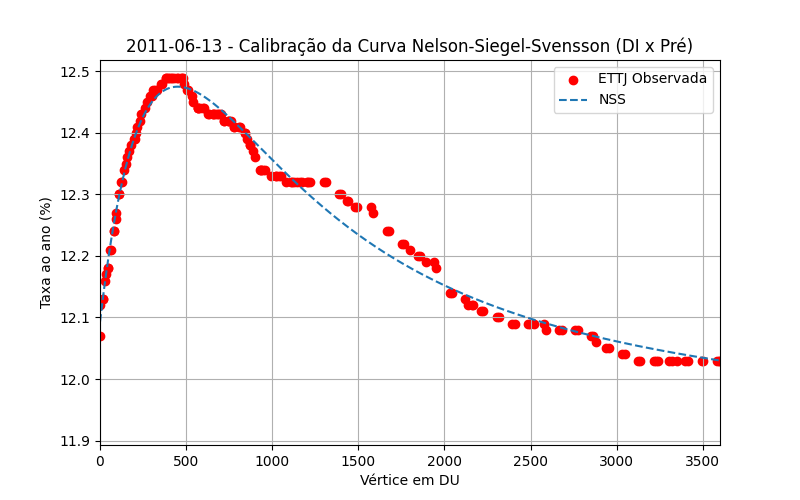 2011-06-13 - Calibração da Curva Nelson-Siegel-Svensson (DI x Pré)
12.5
12.4
12.3
12.2
12.1
12.0
11.9
Taxa ao ano (%)
ETTJ Observada
NSS
0 500 1000 1500 2000 2500 3000 3500
Vértice em DU